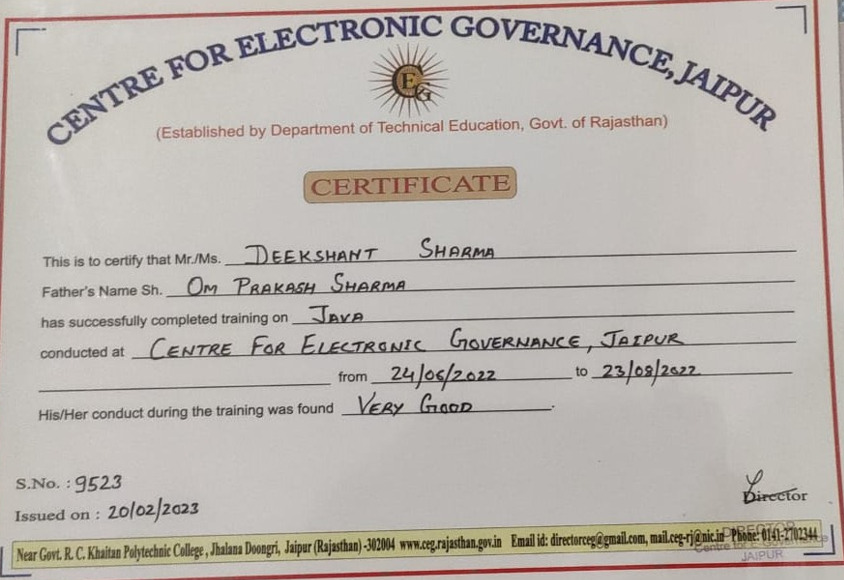 CENTRE FOR ELECTRONIC GOVERNANCE, JAIPUR
CEG
(Established by Department of Technical Education, Govt. of Rajasthan)
CERTIFICATE
This is to certify that Mr./Ms. DEEKSHANT SHARMA
Father's Name Sh. OM PRAKASH SHARMA
has successfully completed training on JAVA
conducted at CENTRE FOR ELECTRONIC GOVERNANCE, JAIPUR
from 24/06/2022 to 23/08/2022
His/Her conduct during the training was found VERY GOOD.
S.No. : 9523
Director
Issued on : 20/02/2023
DIRECTOR
Near Govt. R. C. Khaitan Polytechnic College, Jhalana Doongri, Jaipur (Rajasthan) -302004 www.ceg.rajasthan.gov.in Email id: directorceg@gmail.com, mail.ceg-rj@nic.in Phone: 0141-2702344
Centre for E-Governance
JAIPUR